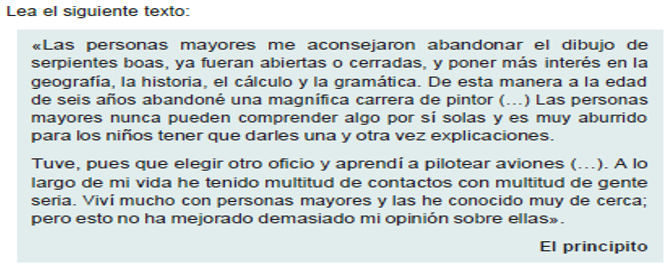 Lea el siguiente texto:
«Las personas mayores me aconsejaron abandonar el dibujo de
serpientes boas, ya fueran abiertas o cerradas, y poner más interés en la
geografía, la historia, el cálculo y la gramática. De esta manera a la edad
de seis años abandoné una magnífica carrera de pintor (...) Las personas
mayores nunca pueden comprender algo por sí solas y es muy aburrido
para los niños tener que darles una y otra vez explicaciones.
Tuve, pues que elegir otro oficio y aprendí a pilotear aviones (...). A lo
largo de mi vida he tenido multitud de contactos con multitud de gente
seria. Viví mucho con personas mayores y las he conocido muy de cerca;
pero esto no ha mejorado demasiado mi opinión sobre ellas».
El principito